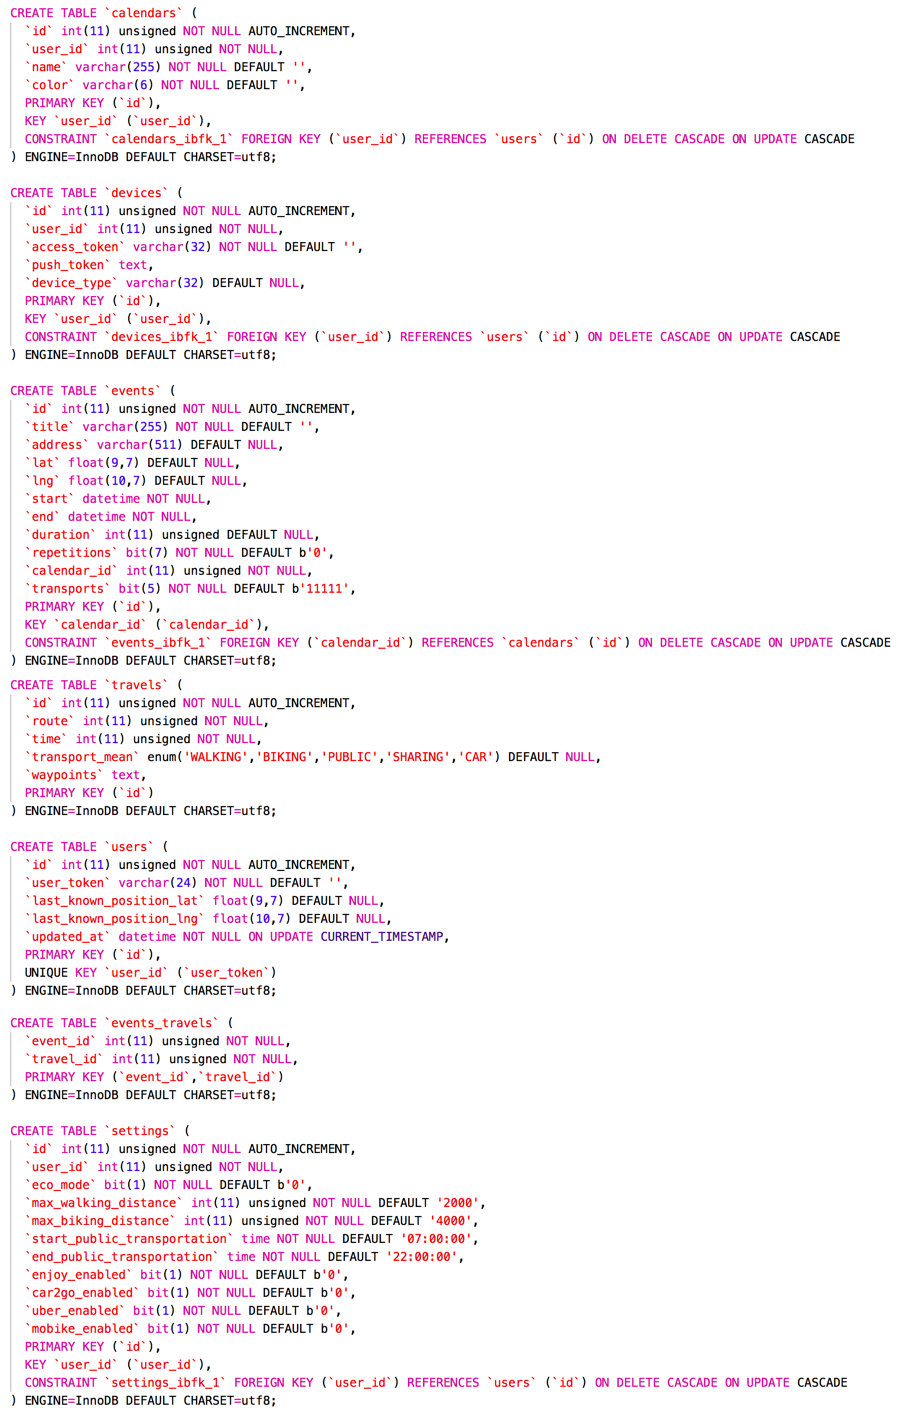 CREATE TABLE `calendars` (
`id` int(11) unsigned NOT NULL AUTO_INCREMENT,
`user_id` int(11) unsigned NOT NULL,
`name` varchar(255) NOT NULL DEFAULT '',
`color` varchar(6) NOT NULL DEFAULT '',
PRIMARY KEY (`id`),
KEY `user_id` (`user_id`),
CONSTRAINT `calendars_ibfk_1` FOREIGN KEY (`user_id`) REFERENCES `users` (`id`) ON DELETE CASCADE ON UPDATE CASCADE
) ENGINE=InnoDB DEFAULT CHARSET=utf8;
CREATE TABLE `devices` (
`id` int(11) unsigned NOT NULL AUTO_INCREMENT,
`user_id` int(11) unsigned NOT NULL,
`access_token` varchar(32) NOT NULL DEFAULT '',
`push_token` text,
`device_type` varchar(32) DEFAULT NULL,
PRIMARY KEY (`id`),
KEY `user_id` (`user_id`),
CONSTRAINT `devices_ibfk_1` FOREIGN KEY (`user_id`) REFERENCES `users` (`id`) ON DELETE CASCADE ON UPDATE CASCADE
) ENGINE=InnoDB DEFAULT CHARSET=utf8;
CREATE TABLE `events` (
`id` int(11) unsigned NOT NULL AUTO_INCREMENT,
`title` varchar(255) NOT NULL DEFAULT '',
`address` varchar(511) DEFAULT NULL,
`lat` float(9,7) DEFAULT NULL,
`lng` float(10,7) DEFAULT NULL,
`start` datetime NOT NULL,
`end` datetime NOT NULL,
`duration` int(11) unsigned DEFAULT NULL,
`repetitions` bit(7) NOT NULL DEFAULT b'0',
`calendar_id` int(11) unsigned NOT NULL,
`transports` bit(5) NOT NULL DEFAULT b'11111',
PRIMARY KEY (`id`),
KEY `calendar_id` (`calendar_id`),
CONSTRAINT `events_ibfk_1` FOREIGN KEY (`calendar_id`) REFERENCES `calendars` (`id`) ON DELETE CASCADE ON UPDATE CASCADE
) ENGINE=InnoDB DEFAULT CHARSET=utf8;
CREATE TABLE `travels` (
`id` int(11) unsigned NOT NULL AUTO_INCREMENT,
`route` int(11) unsigned NOT NULL,
`time` int(11) unsigned NOT NULL,
`transport_mean` enum('WALKING','BIKING','PUBLIC','SHARING','CAR') DEFAULT NULL,
`waypoints` text,
PRIMARY KEY (`id`)
) ENGINE=InnoDB DEFAULT CHARSET=utf8;
CREATE TABLE `users` (
`id` int(11) unsigned NOT NULL AUTO_INCREMENT,
`user_token` varchar(24) NOT NULL DEFAULT '',
`last_known_position_lat` float(9,7) DEFAULT NULL,
`last_known_position_lng` float(10,7) DEFAULT NULL,
`updated_at` datetime NOT NULL ON UPDATE CURRENT_TIMESTAMP,
PRIMARY KEY (`id`),
UNIQUE KEY `user_id` (`user_token`)
) ENGINE=InnoDB DEFAULT CHARSET=utf8;
CREATE TABLE `events_travels` (
`event_id` int(11) unsigned NOT NULL,
`travel_id` int(11) unsigned NOT NULL,
PRIMARY KEY (`event_id`,`travel_id`)
) ENGINE=InnoDB DEFAULT CHARSET=utf8;
CREATE TABLE `settings` (
`id` int(11) unsigned NOT NULL AUTO_INCREMENT,
`user_id` int(11) unsigned NOT NULL,
`eco_mode` bit(1) NOT NULL DEFAULT b'0',
`max_walking_distance` int(11) unsigned NOT NULL DEFAULT '2000',
`max_biking_distance` int(11) unsigned NOT NULL DEFAULT '4000',
`start_public_transportation` time NOT NULL DEFAULT '07:00:00',
`end_public_transportation` time NOT NULL DEFAULT '22:00:00',
`enjoy_enabled` bit(1) NOT NULL DEFAULT b'0',
`car2go_enabled` bit(1) NOT NULL DEFAULT b'0',
`uber_enabled` bit(1) NOT NULL DEFAULT b'0',
`mobike_enabled` bit(1) NOT NULL DEFAULT b'0',
PRIMARY KEY (`id`),
KEY `user_id` (`user_id`),
CONSTRAINT `settings_ibfk_1` FOREIGN KEY (`user_id`) REFERENCES `users` (`id`) ON DELETE CASCADE ON UPDATE CASCADE
) ENGINE=InnoDB DEFAULT CHARSET=utf8;